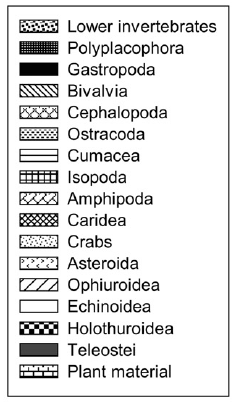 Lower invertebrates
Polyplacophora
Gastropoda
Bivalvia
Cephalopoda
Ostracoda
Cumacea
Isopoda
Amphipoda
Caridea
Crabs
Asteroida
Ophiuroidea
Echinoidea
Holothuroidea
Teleostei
Plant material